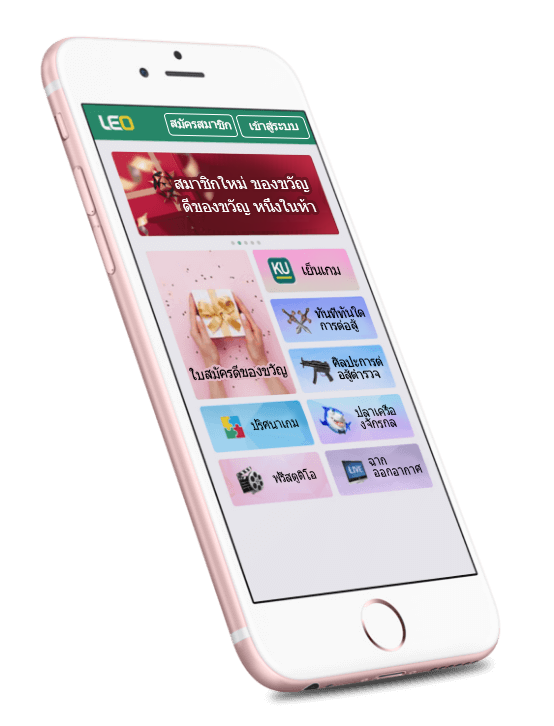 LEO
สมัครสมาชิก
เข้าสู่ระบบ
สมาชิกใหม่ ของขวัญ
ดีของขวัญ หนึ่งในห้า
KU
เย็นเกม
ทันทีทันใด
การต่อสู้
ใบสมัครดีของขวัญ
ศิลปะการต่
อสู้ตำรวจ
ปริศนาเกม
ปลาเครื่อ
งจักรกล
ฟรีสตูดิโอ
LIVE
ฉาก
ออกอากาศ